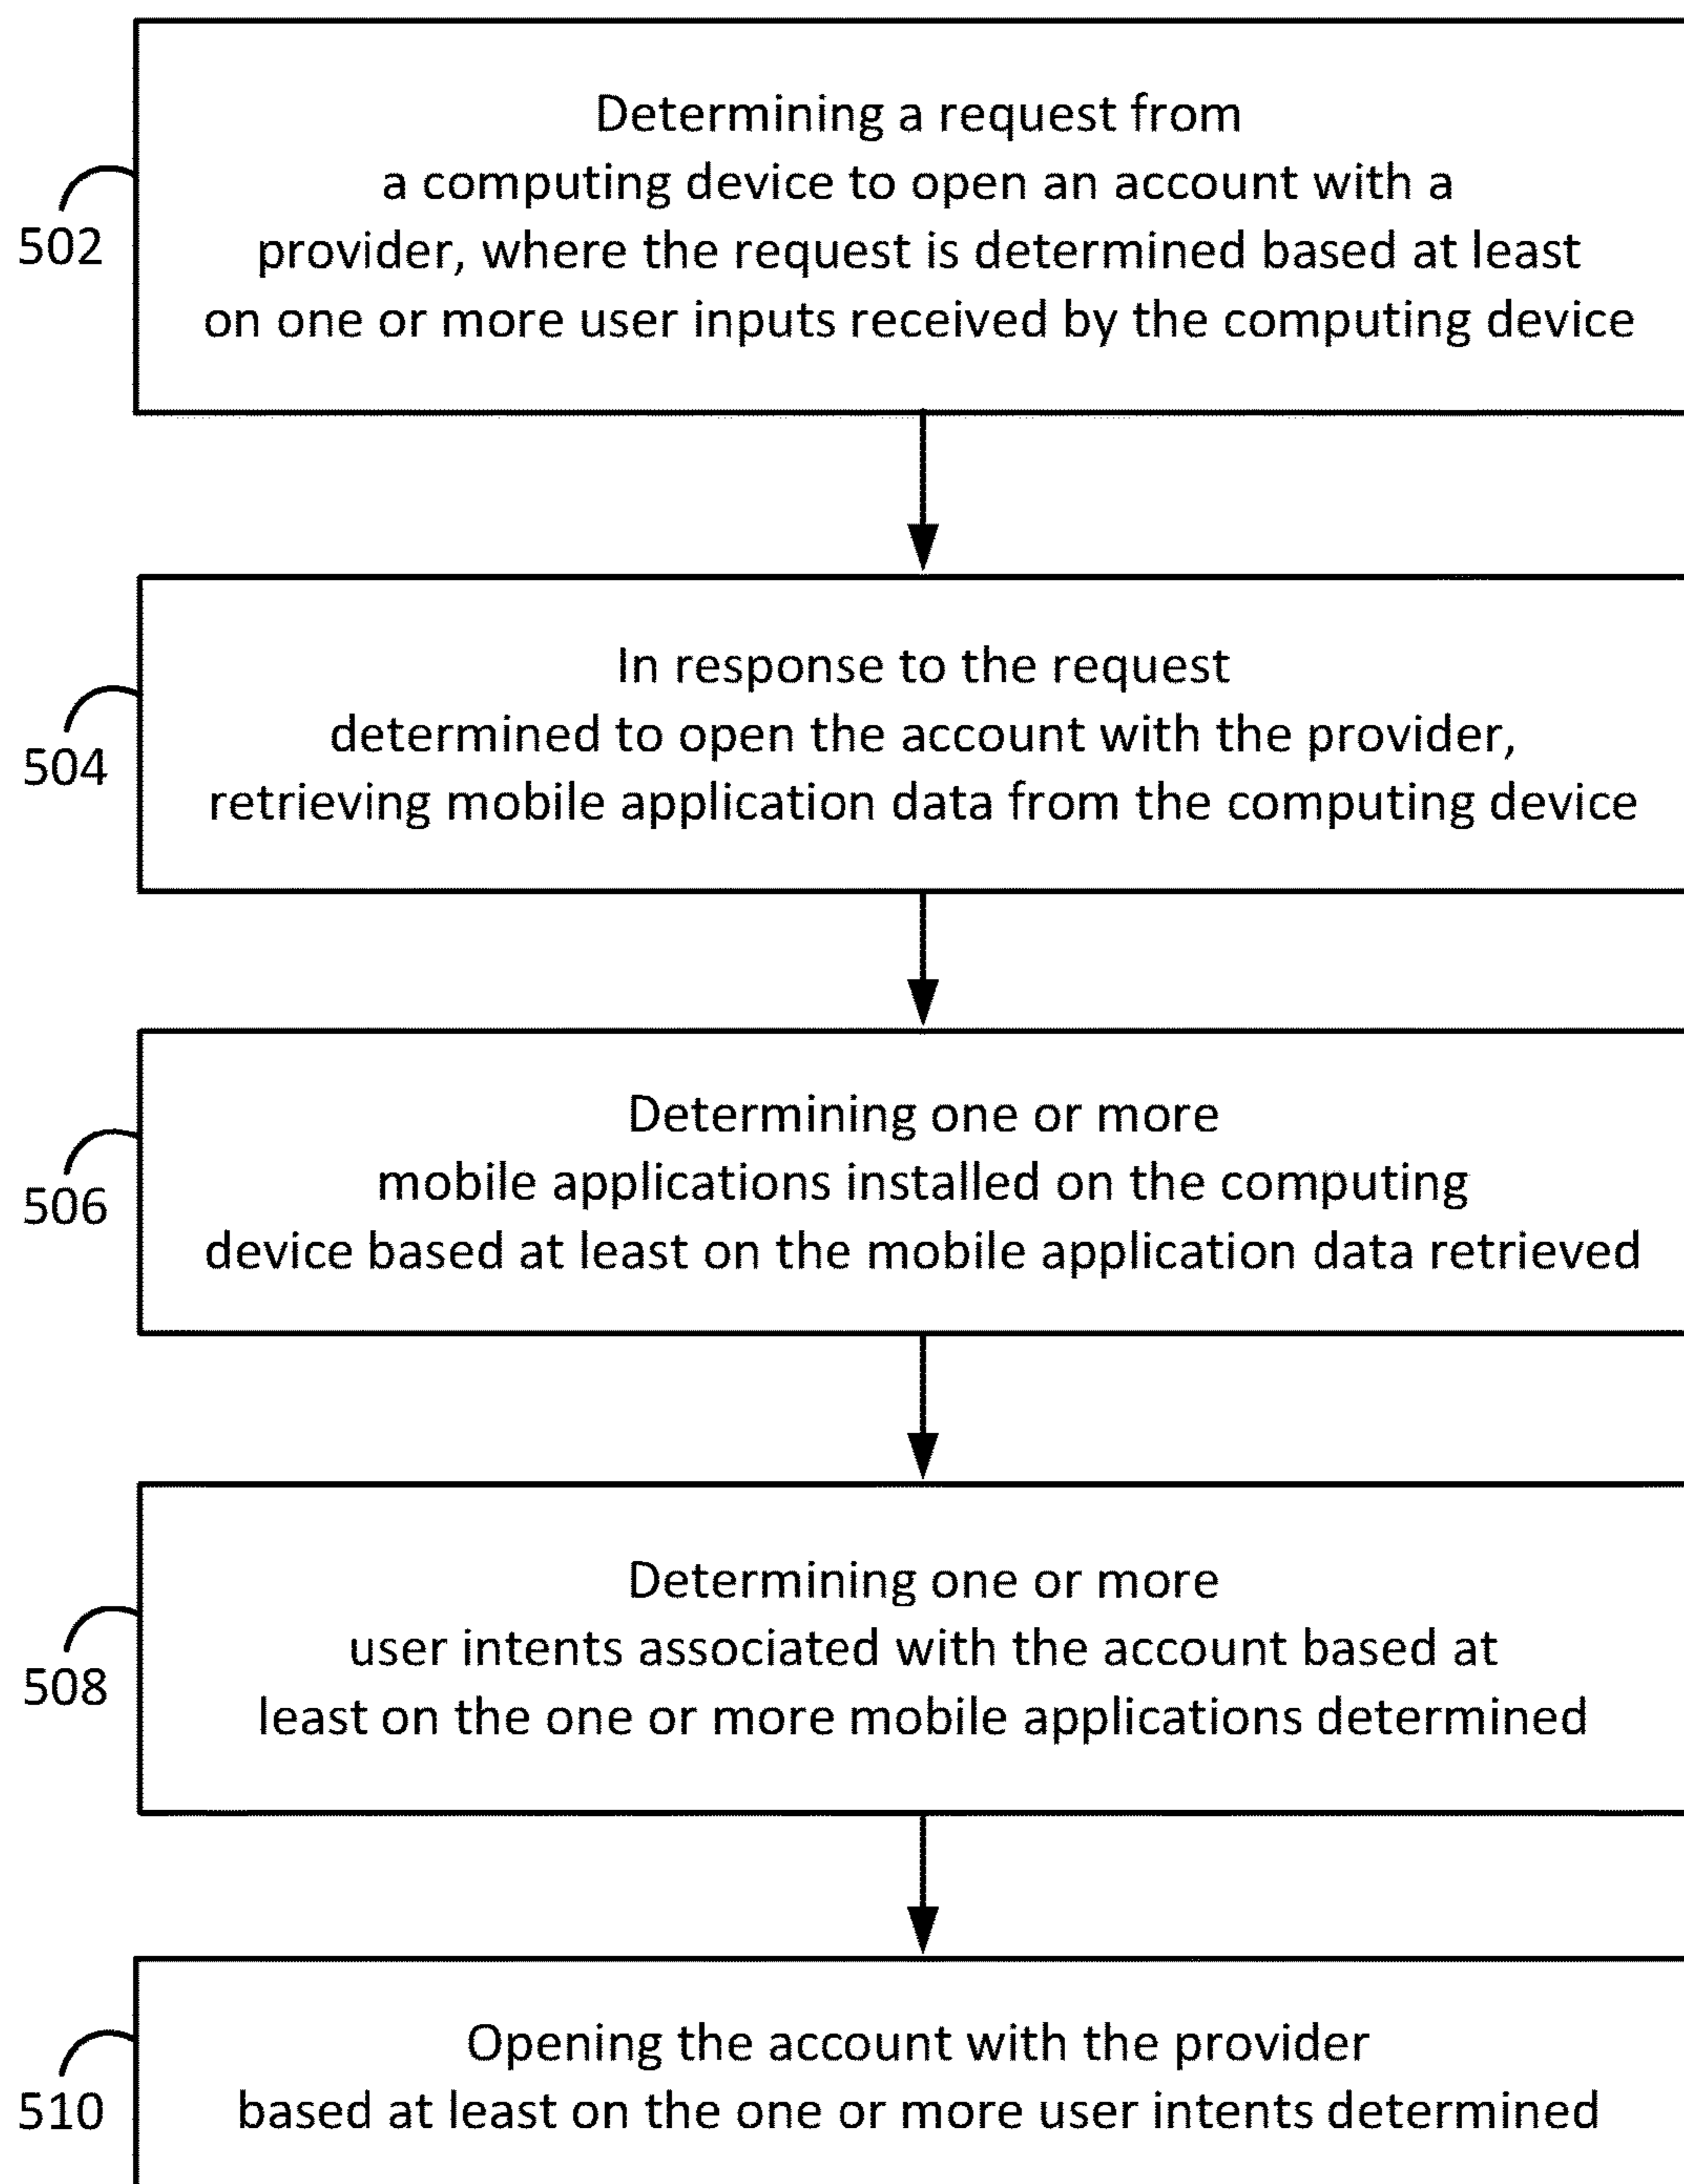 Determining a request from
a computing device to open an account with a
provider, where the request is determined based at least
on one or more user inputs received by the computing device
502
In response to the request
determined to open the account with the provider,
retrieving mobile application data from the computing device
504
Determining one or more
mobile applications installed on the computing
device based at least on the mobile application data retrieved
506
Determining one or more
user intents associated with the account based at
least on the one or more mobile applications determined
508
Opening the account with the provider
based at least on the one or more user intents determined
510